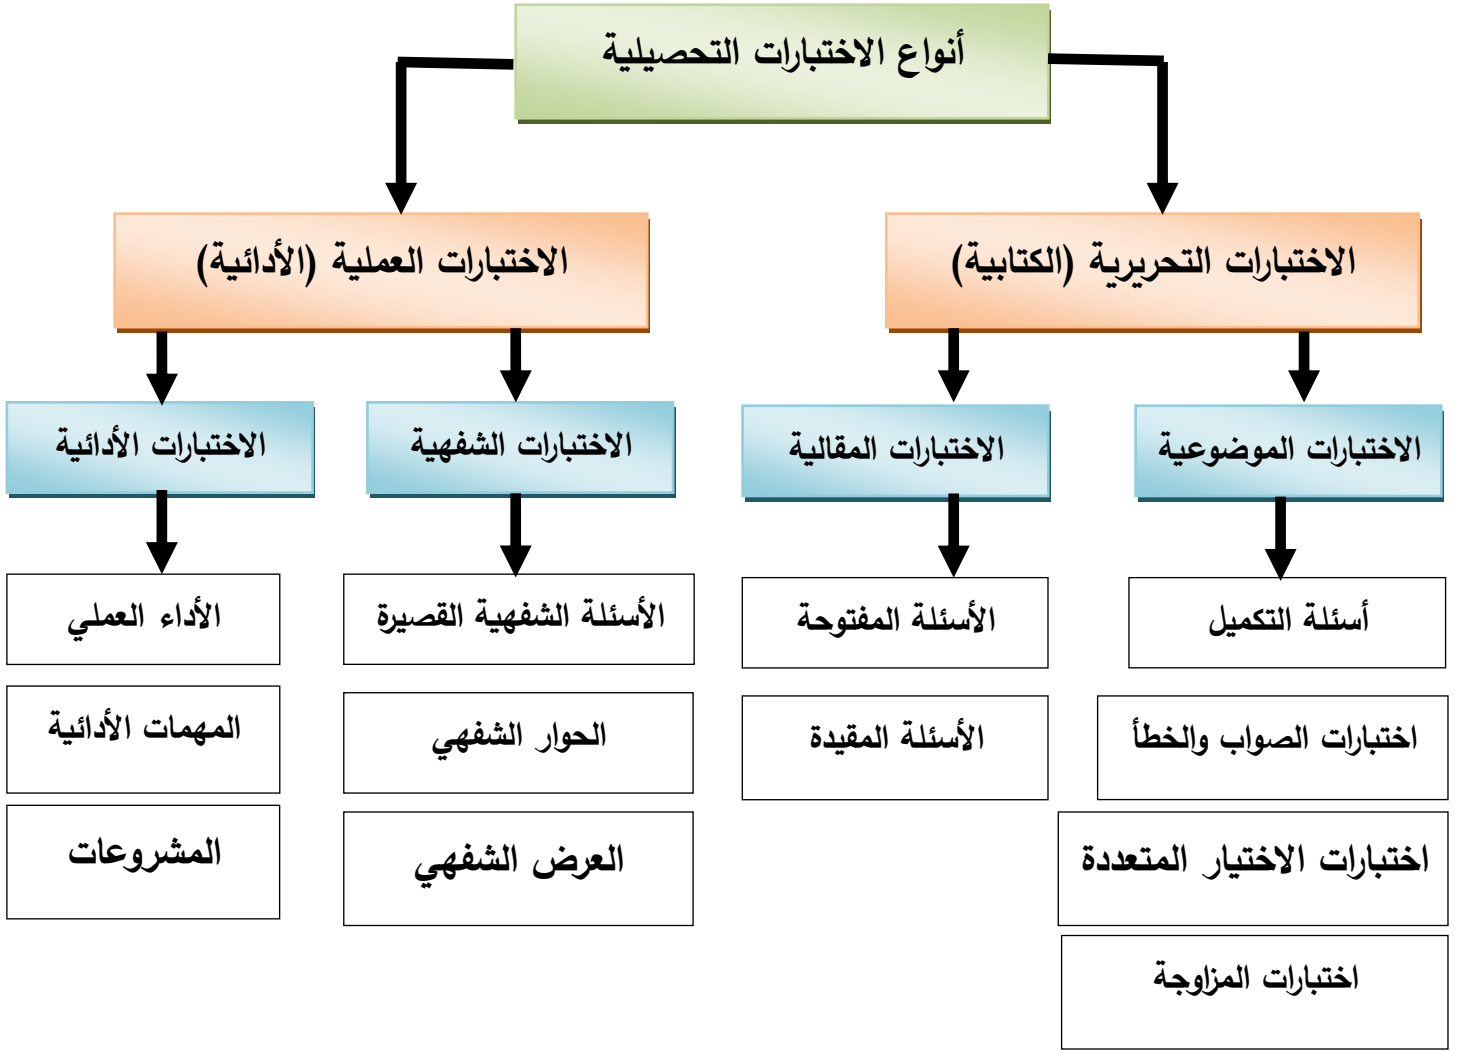 أنواع الاختبارات التحصيلية
الاختبارات التحريرية (الكتابية)
الاختبارات العملية (الأدائية)
الاختبارات الموضوعية
الاختبارات المقالية
الاختبارات الشفهية
الاختبارات الأدائية
أسئلة التكميل
الأسئلة المفتوحة
الأسئلة الشفهية القصيرة
الأداء العملي
اختبارات الصواب والخطأ
الأسئلة المقيدة
الحوار الشفهي
المهمات الأدائية
اختبارات الاختيار المتعددة
العرض الشفهي
المشروعات
اختبارات المزاوجة